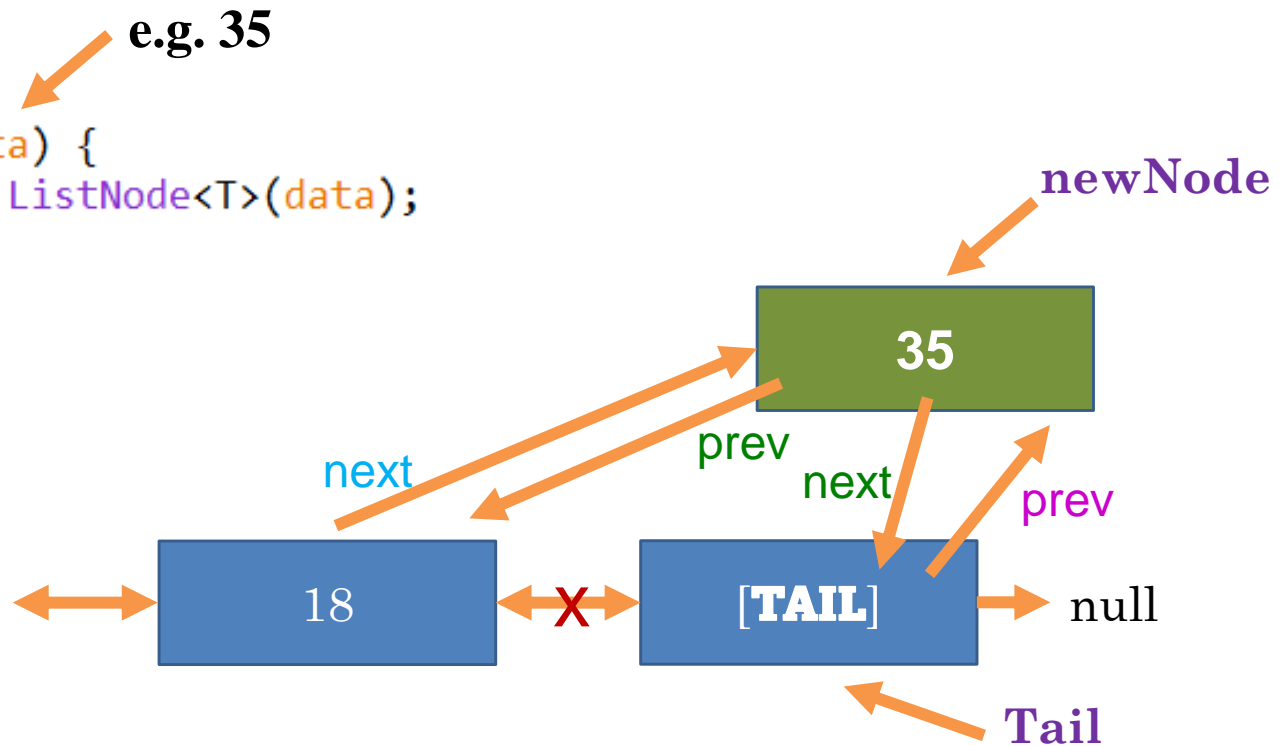 e.g. 35
ta) {
ListNode<T>(data);
newNode
35
prev
next
next
prev
18
X
[TAIL]
null
Tail